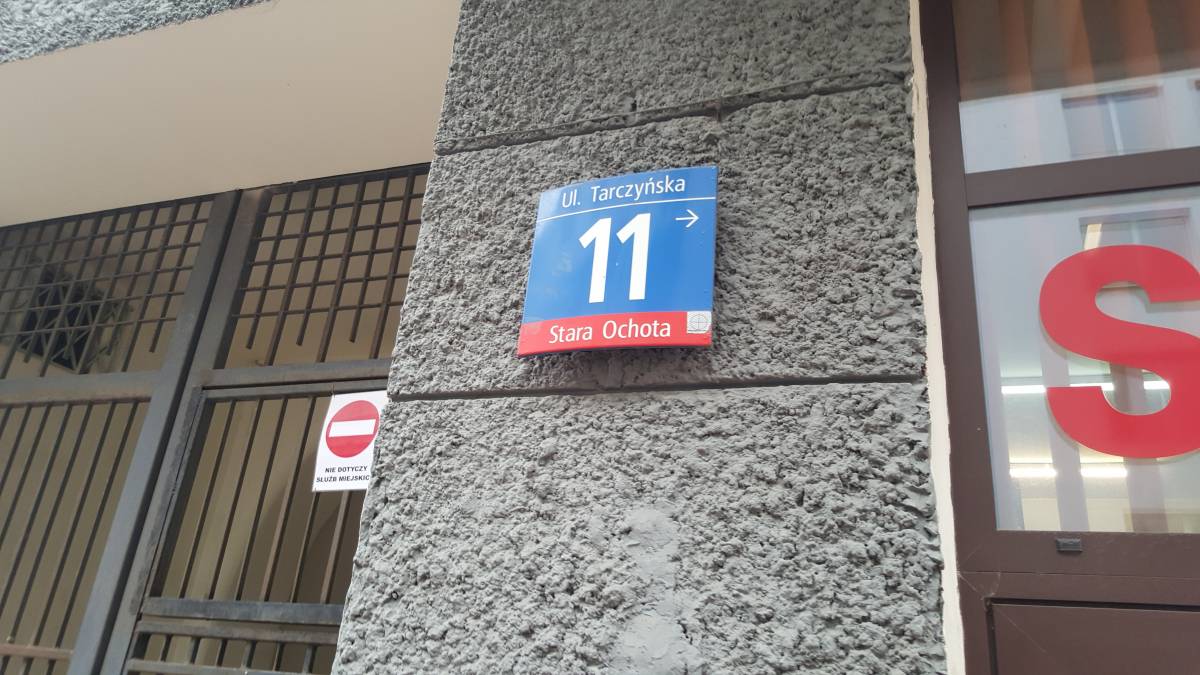 Ul. Tarczyńska
11 →
Stara Ochota
NIE DOTYCZY
SŁUŻB MIEJSKIC
S